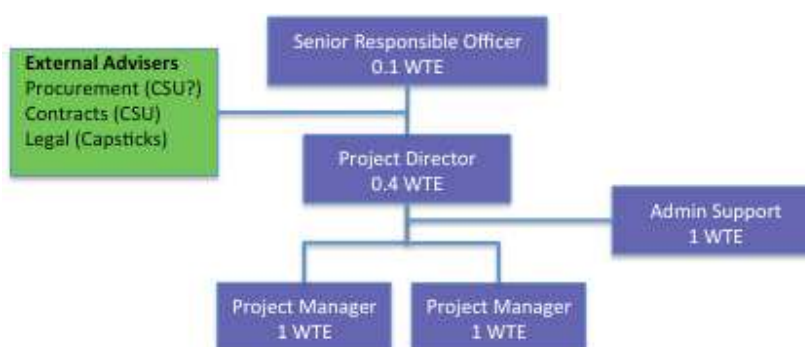 Senior Responsible Officer
0.1 WTE
External Advisers
Procurement (CSU?)
Contracts (CSU)
Legal (Capsticks)
Project Director
0.4 WTE
Admin Support
1 WTE
Project Manager
1 WTE
Project Manager
1 WTE